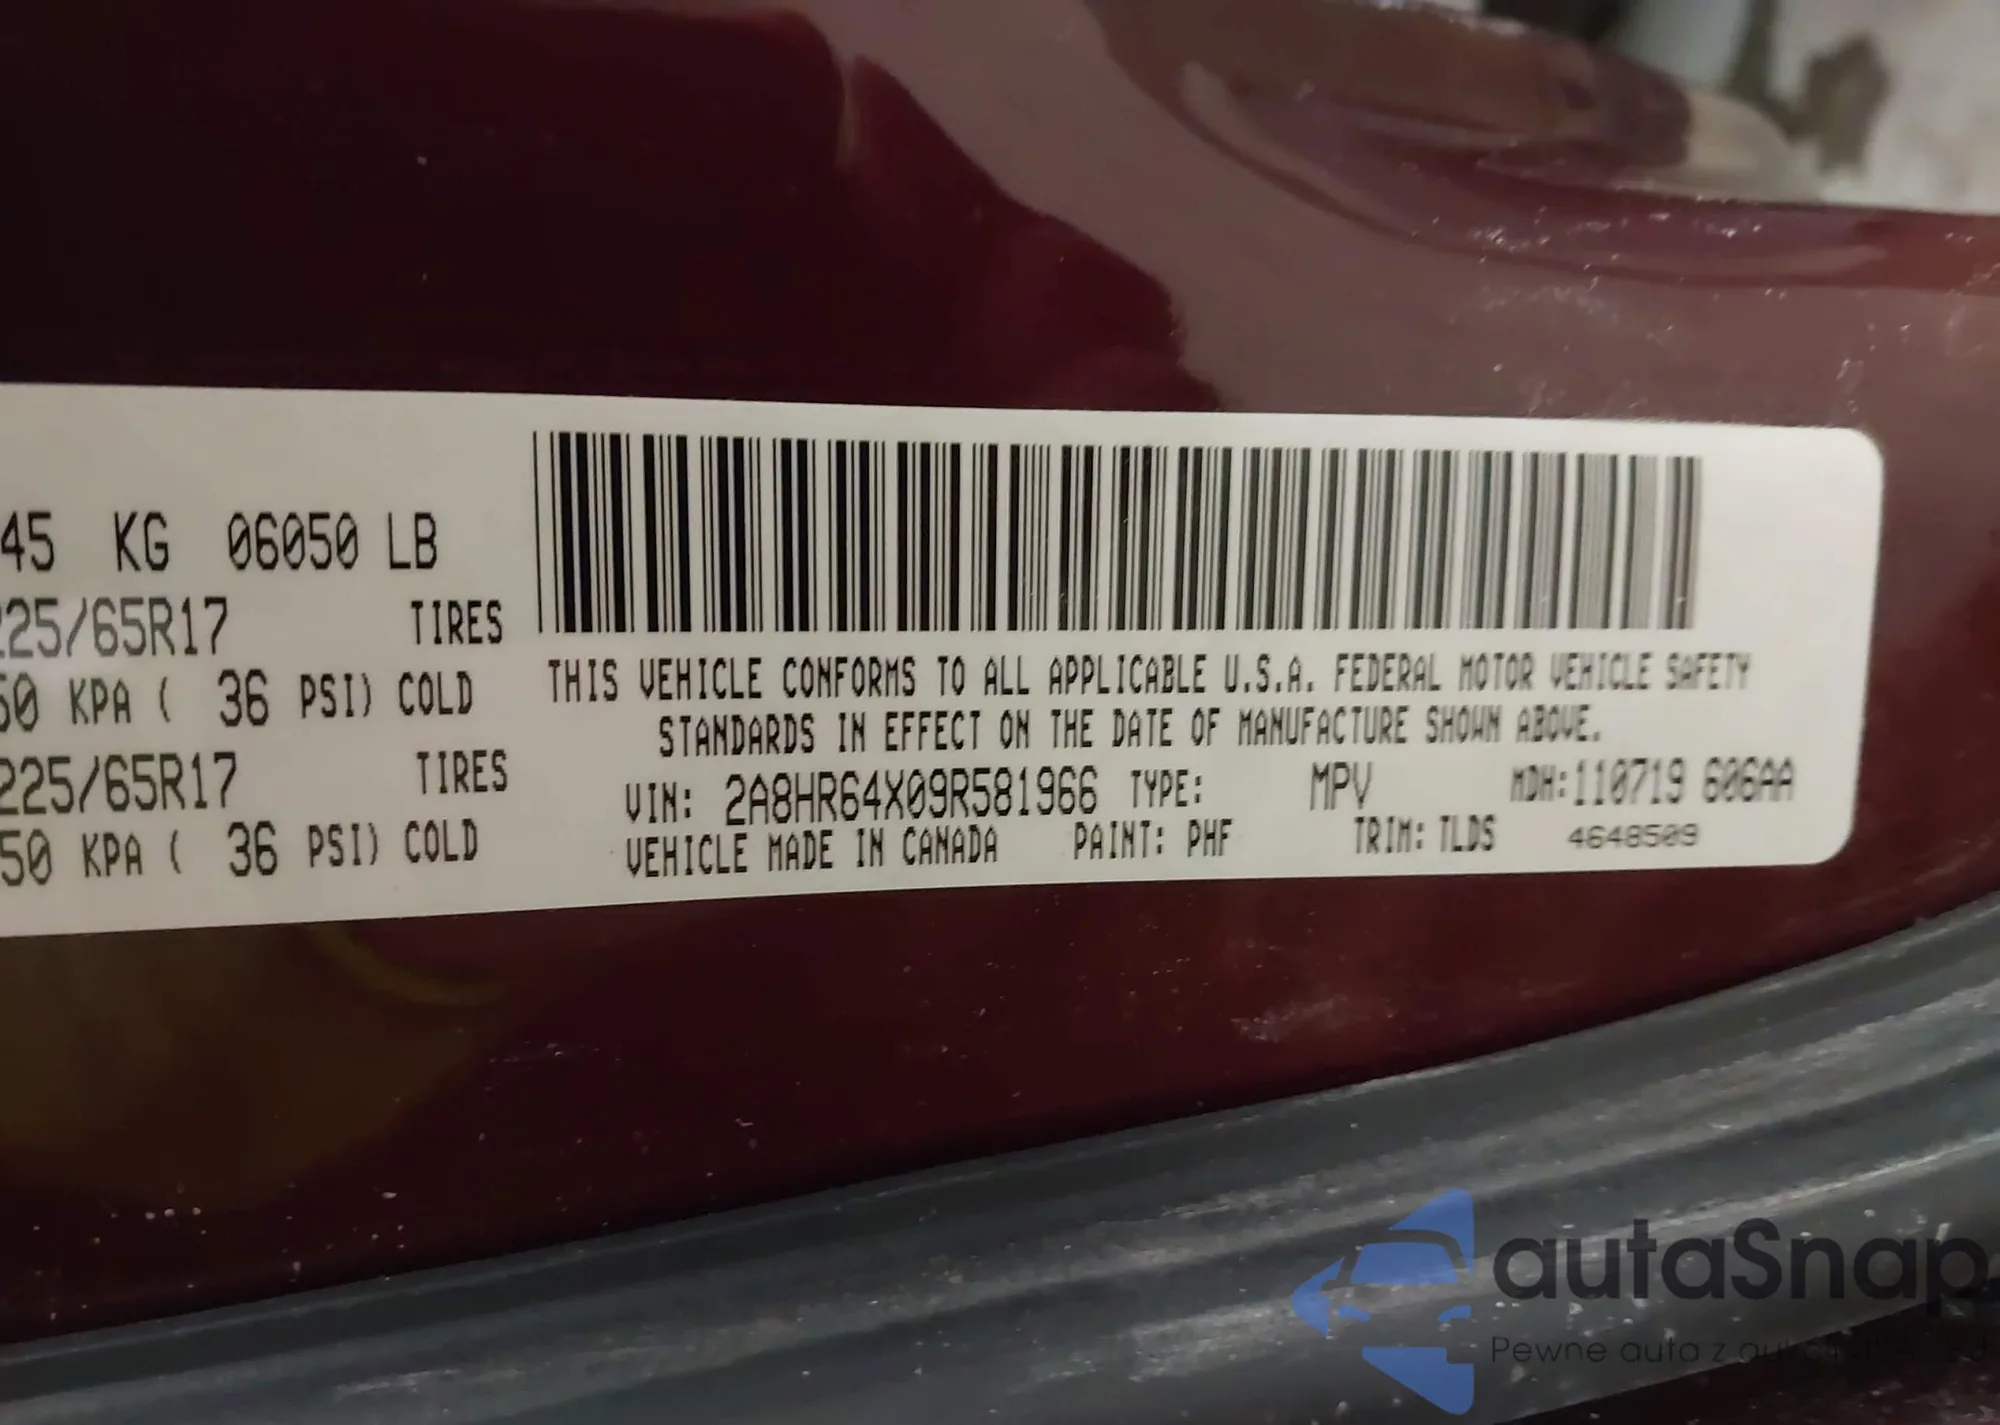 45 KG 06050 LB
225/65R17 TIRES
50 KPA ( 36 PSI) COLD
225/65R17 TIRES
50 KPA ( 36 PSI) COLD
THIS VEHICLE CONFORMS TO ALL APPLICABLE U.S.A. FEDERAL MOTOR VEHICLE SAFETY
STANDARDS IN EFFECT ON THE DATE OF MANUFACTURE SHOWN ABOVE.
VIN: 2A8HR64X09R581966 TYPE: MPV MDH:110719 606AA
VEHICLE MADE IN CANADA PAINT: PHF TRIM: TLDS 4648509
autaSnap
Pewne auta z